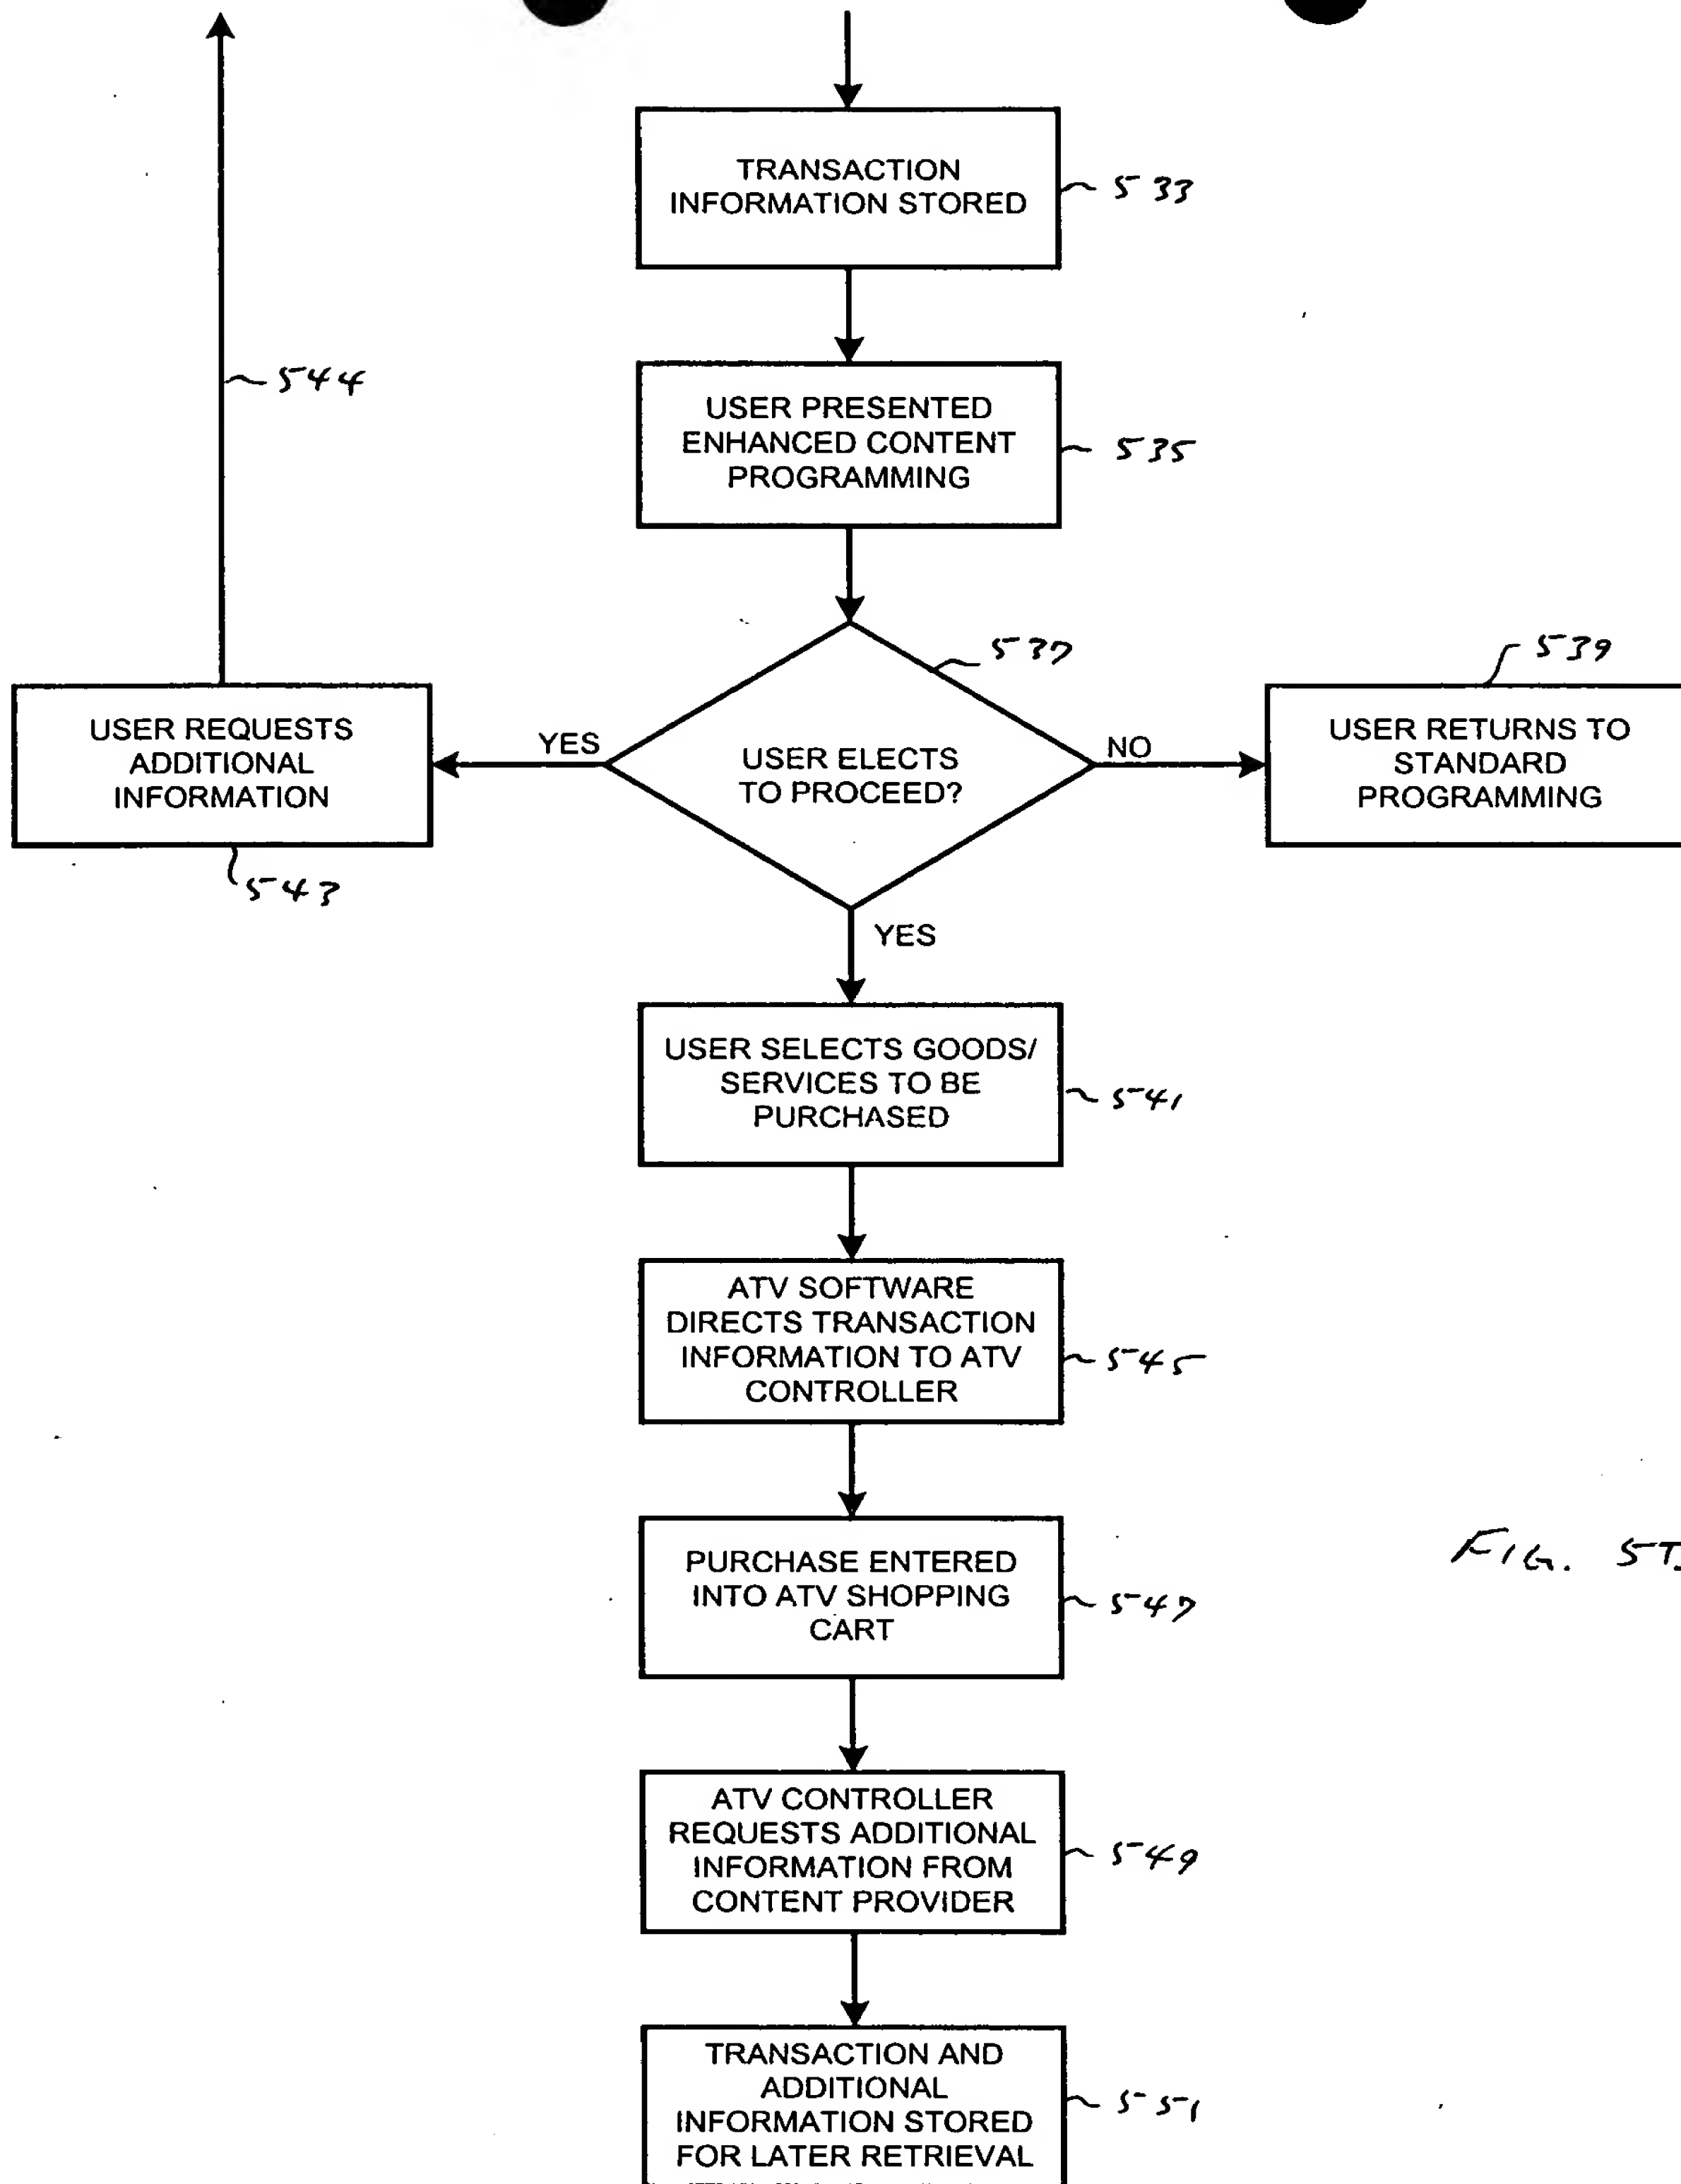 TRANSACTION
INFORMATION STORED
533
544
USER PRESENTED
ENHANCED CONTENT
PROGRAMMING
535
537
539
USER REQUESTS
ADDITIONAL
INFORMATION
543
YES
USER ELECTS
TO PROCEED?
NO
USER RETURNS TO
STANDARD
PROGRAMMING
YES
USER SELECTS GOODS/
SERVICES TO BE
PURCHASED
541
ATV SOFTWARE
DIRECTS TRANSACTION
INFORMATION TO ATV
CONTROLLER
545
PURCHASE ENTERED
INTO ATV SHOPPING
CART
547
FIG.
ATV CONTROLLER
REQUESTS ADDITIONAL
INFORMATION FROM
CONTENT PROVIDER
549
TRANSACTION AND
ADDITIONAL
INFORMATION STORED
FOR LATER RETRIEVAL
551